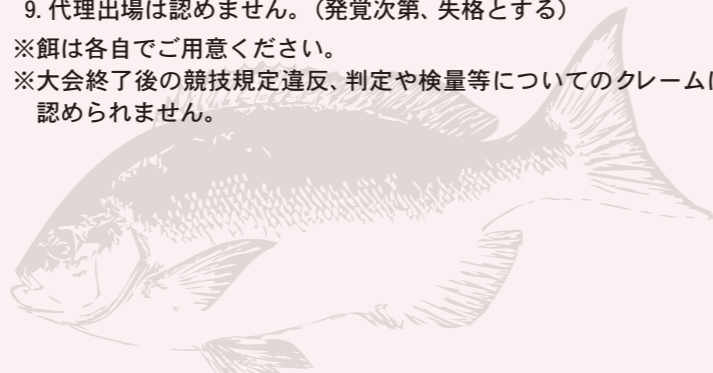 9. 代理出場は認めません。（発覚次第、失格とする）
※餌は各自でご用意ください。
※大会終了後の競技規定違反、判定や検量等についてのクレーム
認められません。